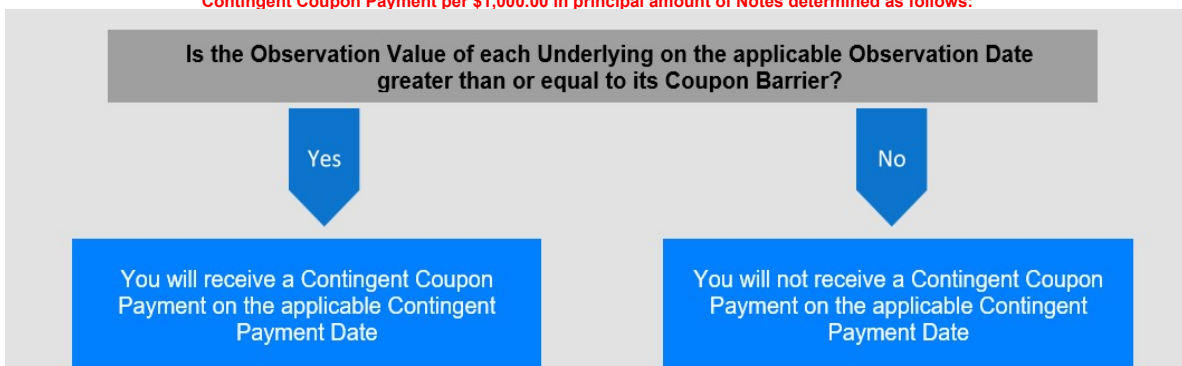 Contingent Coupon Payment per $1,000.00 in principal amount of Notes determined as follows:
Is the Observation Value of each Underlying on the applicable Observation Date
greater than or equal to its Coupon Barrier?
Yes
No
You will receive a Contingent Coupon
Payment on the applicable Contingent
Payment Date
You will not receive a Contingent Coupon
Payment on the applicable Contingent
Payment Date